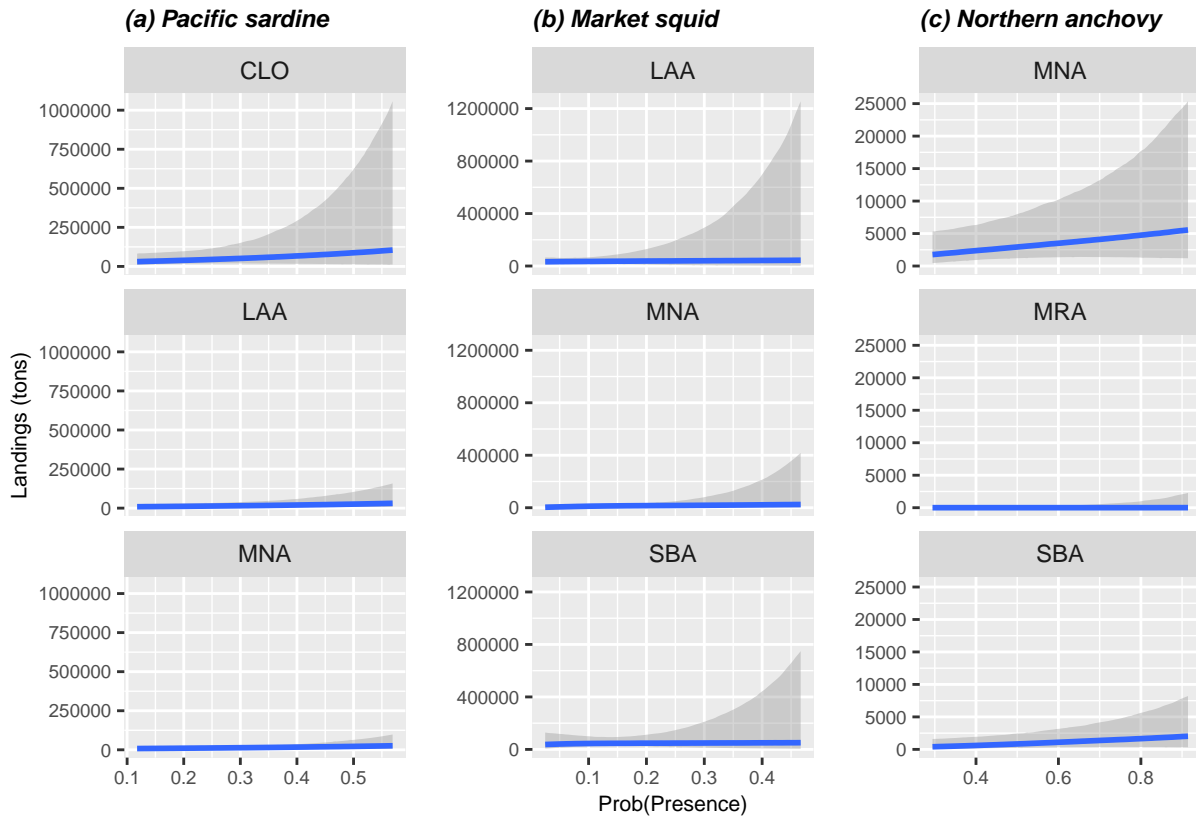 (a) Pacific sardine
(b) Market squid
(c) Northern anchovy
CLO
LAA
MNA
1000000
750000
500000
250000
0
1200000
800000
400000
0
25000
20000
15000
10000
5000
0
LAA
MNA
MRA
1000000
750000
500000
250000
0
1200000
800000
400000
0
25000
20000
15000
10000
5000
0
MNA
SBA
SBA
1000000
750000
500000
250000
0
1200000
800000
400000
0
25000
20000
15000
10000
5000
0
0.1 0.2 0.3 0.4 0.5
0.1 0.2 0.3 0.4
0.4 0.6 0.8
Landings (tons)
Prob(Presence)